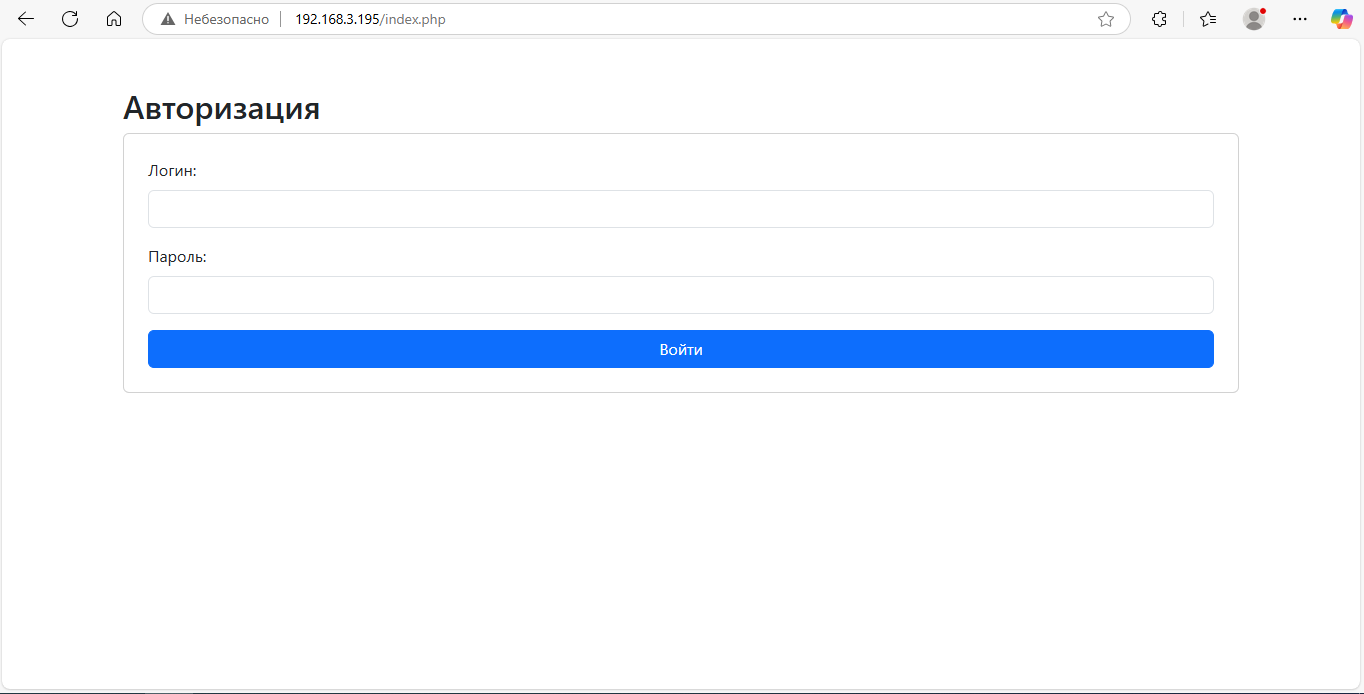 Небезопасно 192.168.3.195/index.php
Авторизация
Логин:
Пароль:
Войти